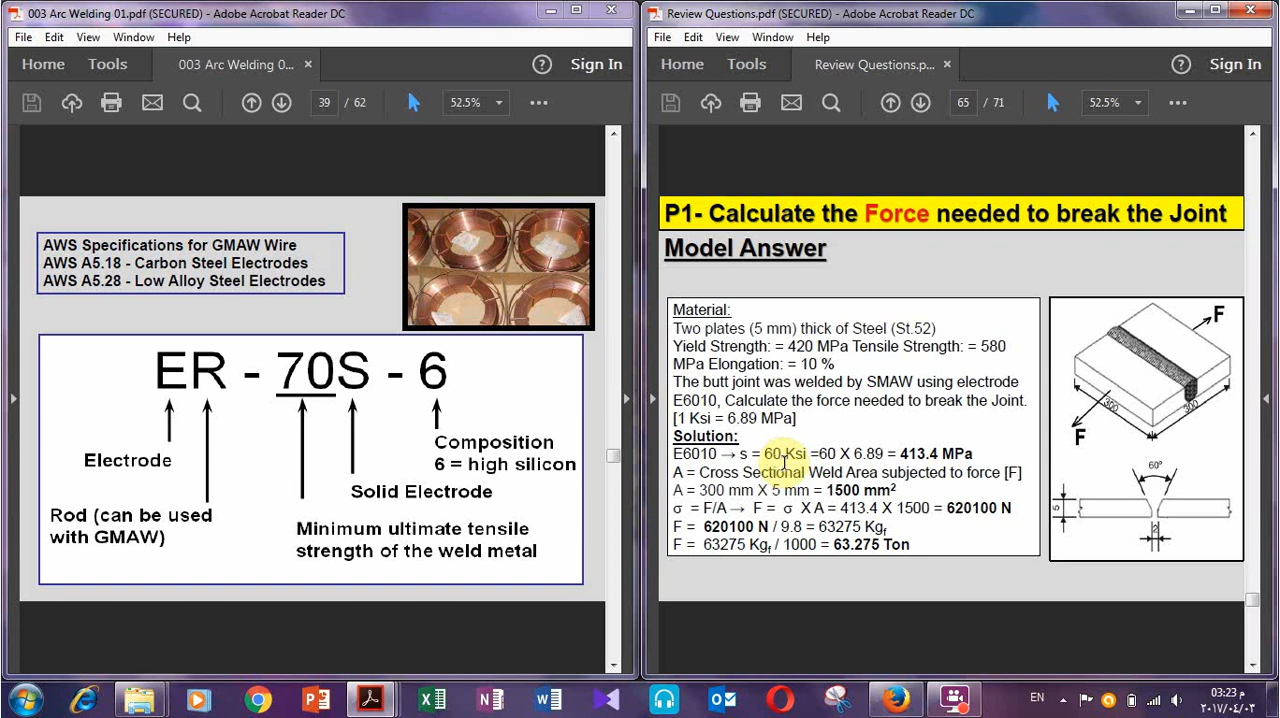 003 Arc Welding 01.pdf (SECURED) - Adobe Acrobat Reader DC
File Edit View Window Help
Home Tools 003 Arc Welding 0... × Sign In
39 / 62 52.5%
AWS Specifications for GMAW Wire
AWS A5.18 - Carbon Steel Electrodes
AWS A5.28 - Low Alloy Steel Electrodes
ER - 70S - 6
Electrode
Rod (can be used
with GMAW)
Minimum ultimate tensile
strength of the weld metal
Solid Electrode
Composition
6 = high silicon
Review Questions.pdf (SECURED) - Adobe Acrobat Reader DC
File Edit View Window Help
Home Tools Review Questions.p... × Sign In
65 / 71 52.5%
P1- Calculate the Force needed to break the Joint
Model Answer
Material:
Two plates (5 mm) thick of Steel (St.52)
Yield Strength: = 420 MPa Tensile Strength: = 580
MPa Elongation: = 10 %
The butt joint was welded by SMAW using electrode
E6010, Calculate the force needed to break the Joint.
[1 Ksi = 6.89 MPa]
Solution:
E6010 → s = 60 Ksi =60 X 6.89 = 413.4 MPa
A = Cross Sectional Weld Area subjected to force [F]
A = 300 mm X 5 mm = 1500 mm²
σ = F/A → F = σ X A = 413.4 X 1500 = 620100 N
F = 620100 N / 9.8 = 63275 Kgf
F = 63275 Kgf / 1000 = 63.275 Ton
F
F
300
300
60°
5
2
EN
03:23 م
٢٠١٧/٠٤/٠٣